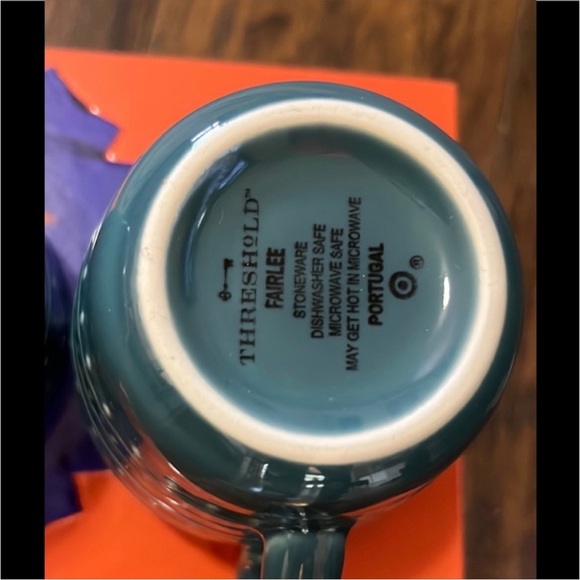 THRESHOLD™
FAIRLEE
STONEWARE
DISHWASHER SAFE
MICROWAVE SAFE
MAY GET HOT IN MICROWAVE
PORTUGAL
®